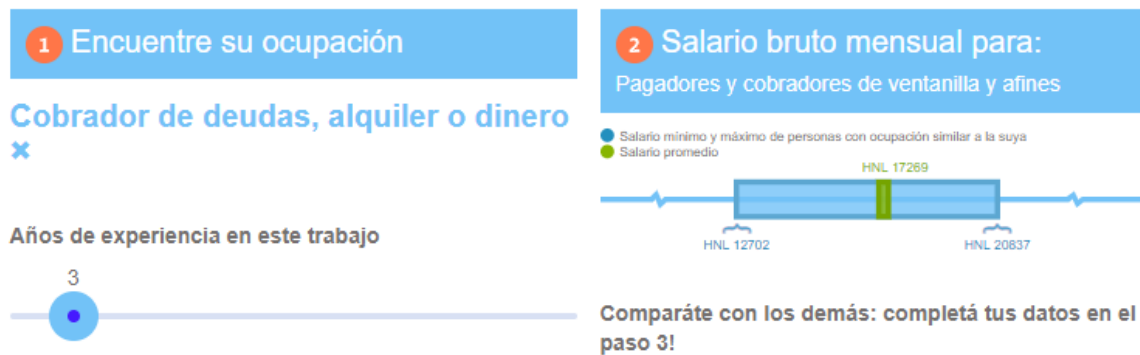 1 Encuentre su ocupación
Cobrador de deudas, alquiler o dinero
✖
Años de experiencia en este trabajo
3
2 Salario bruto mensual para:
Pagadores y cobradores de ventanilla y afines
Salario mínimo y máximo de personas con ocupación similar a la suya
Salario promedio
HNL 17269
HNL 12702
HNL 20837
Comparáte con los demás: completá tus datos en el
paso 3!